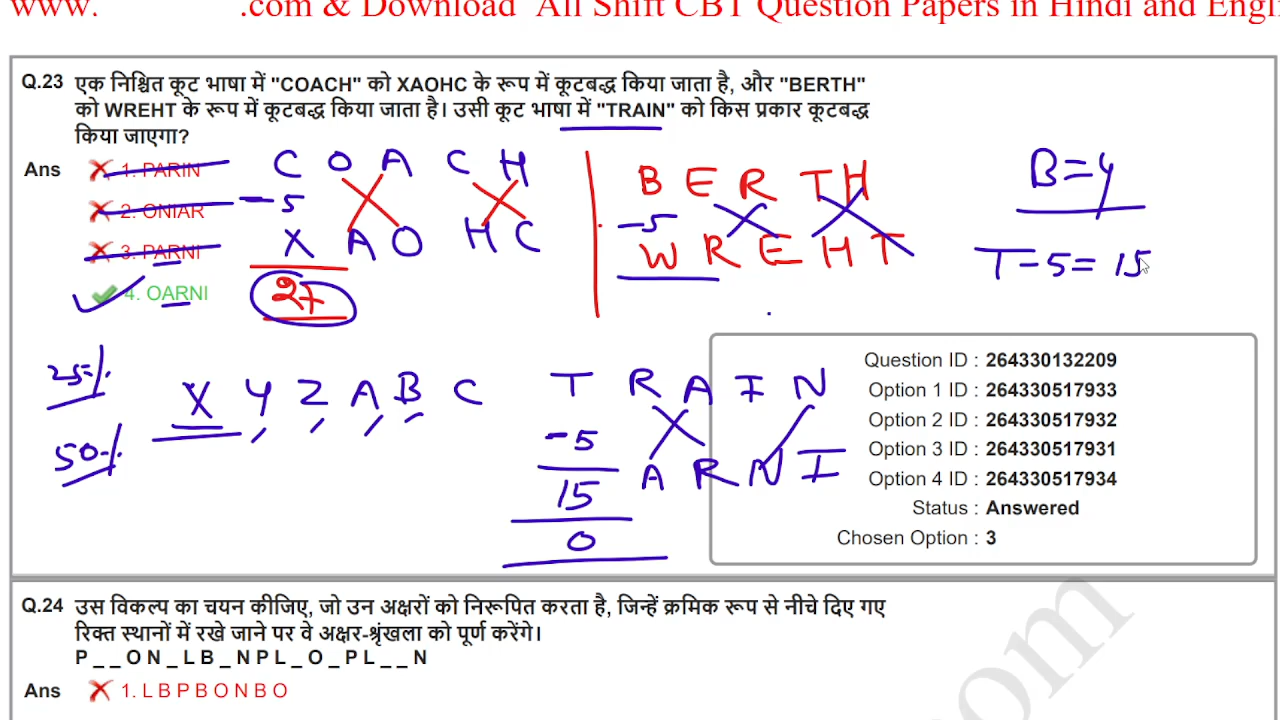 www. .com & Download All Shift CBT Question Papers in Hindi and Engli
Q.23 एक निश्चित कूट भाषा में "COACH" को XAOHC के रूप में कूटबद्ध किया जाता है, और "BERTH"
को WREHT के रूप में कूटबद्ध किया जाता है। उसी कूट भाषा में "TRAIN" को किस प्रकार कूटबद्ध
किया जाएगा?
Ans 1. PARIN
2. ONIAR
3. PARNI
4. OARNI
C O A C H
-5
X A O H C
27
B E R T H
-5
W R E H T
B = 4
T - 5 = 15
25%
50%
X Y Z A B C
T R A I N
-5
15 A R N I
O
Question ID : 264330132209
Option 1 ID : 264330517933
Option 2 ID : 264330517932
Option 3 ID : 264330517931
Option 4 ID : 264330517934
Status : Answered
Chosen Option : 3
Q.24 उस विकल्प का चयन कीजिए, जो उन अक्षरों को निरूपित करता है, जिन्हें क्रमिक रूप से नीचे दिए गए
रिक्त स्थानों में रखे जाने पर वे अक्षर-श्रृंखला को पूर्ण करेंगे।
P _ _ O N _ L B _ N P L _ O _ P L _ _ N
Ans 1. L B P B O N B O
om